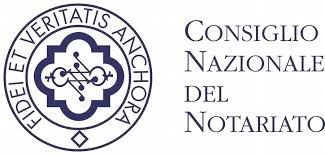 FIDEI ET VERITATIS ANCHORA
CONSIGLIO
NAZIONALE
DEL
NOTARIATO